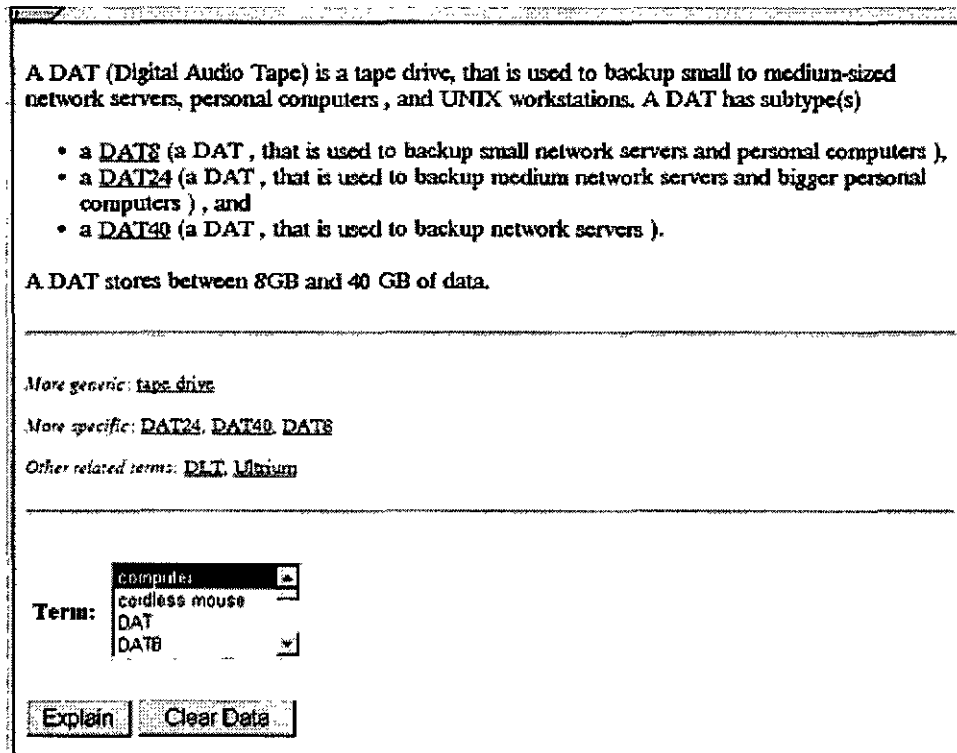 A DAT (Digital Audio Tape) is a tape drive, that is used to backup small to medium-sized
network servers, personal computers , and UNIX workstations. A DAT has subtype(s)
• a DAT8 (a DAT , that is used to backup small network servers and personal computers ),
• a DAT24 (a DAT , that is used to backup medium network servers and bigger personal
computers ) , and
• a DAT40 (a DAT , that is used to backup network servers ).
A DAT stores between 8GB and 40 GB of data.
More generic: tape drive
More specific: DAT24, DAT40, DAT8
Other related terms: DLT, Ultrium
Term:
computer
cordless mouse
DAT
DAT8
Explain
Clear Data